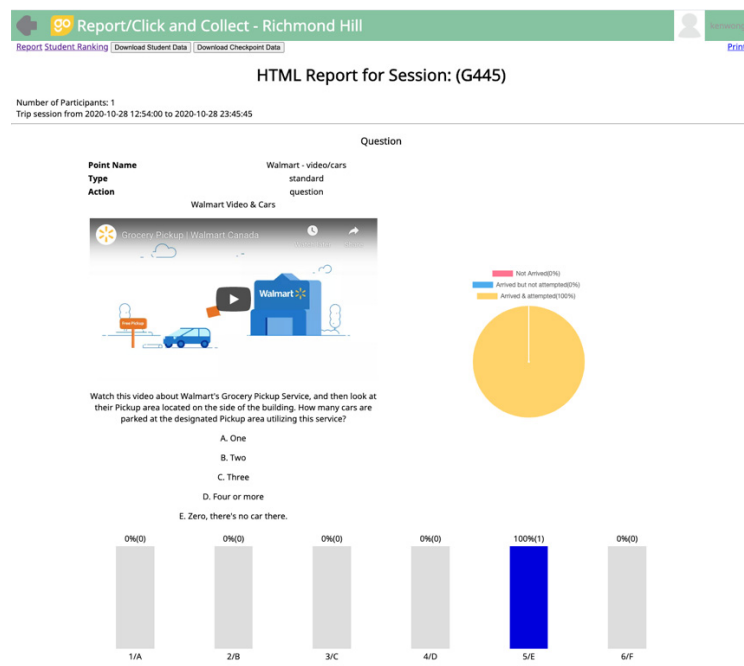 go Report/Click and Collect - Richmond Hill
Report Student Ranking Download Student Data Download Checkpoint Data
Print
HTML Report for Session: (G445)
Number of Participants: 1
Trip session from 2020-10-28 12:54:00 to 2020-10-28 23:45:45
Question
Point Name Walmart - video/cars
Type standard
Action question
Walmart Video & Cars
Grocery Pickup | Walmart Canada
Walmart
Free Pickup
Not Arrived(0%)
Arrived but not attempted(0%)
Arrived & attempted(100%)
Watch this video about Walmart's Grocery Pickup Service, and then look at
their Pickup area located on the side of the building. How many cars are
parked at the designated Pickup area utilizing this service?
A. One
B. Two
C. Three
D. Four or more
E. Zero, there's no car there.
0%(0) 0%(0) 0%(0) 0%(0) 100%(1) 0%(0)
1/A 2/B 3/C 4/D 5/E 6/F